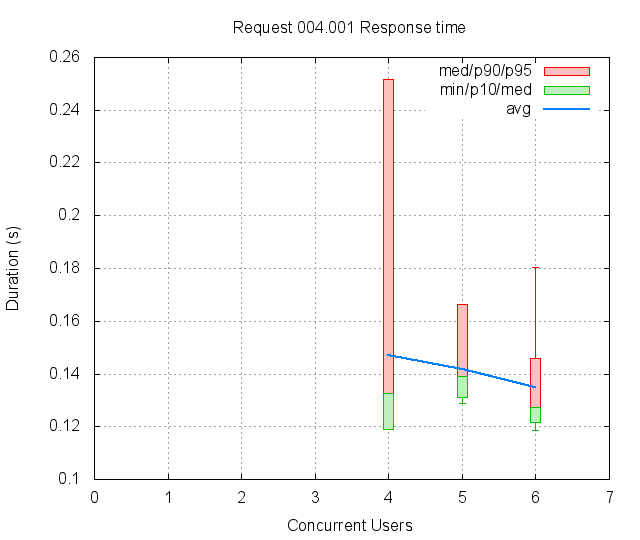 Request 004.001 Response time
0.26
0.24
0.22
0.2
0.18
0.16
0.14
0.12
0.1
med/p90/p95
min/p10/med
avg
Duration (s)
0 1 2 3 4 5 6 7
Concurrent Users